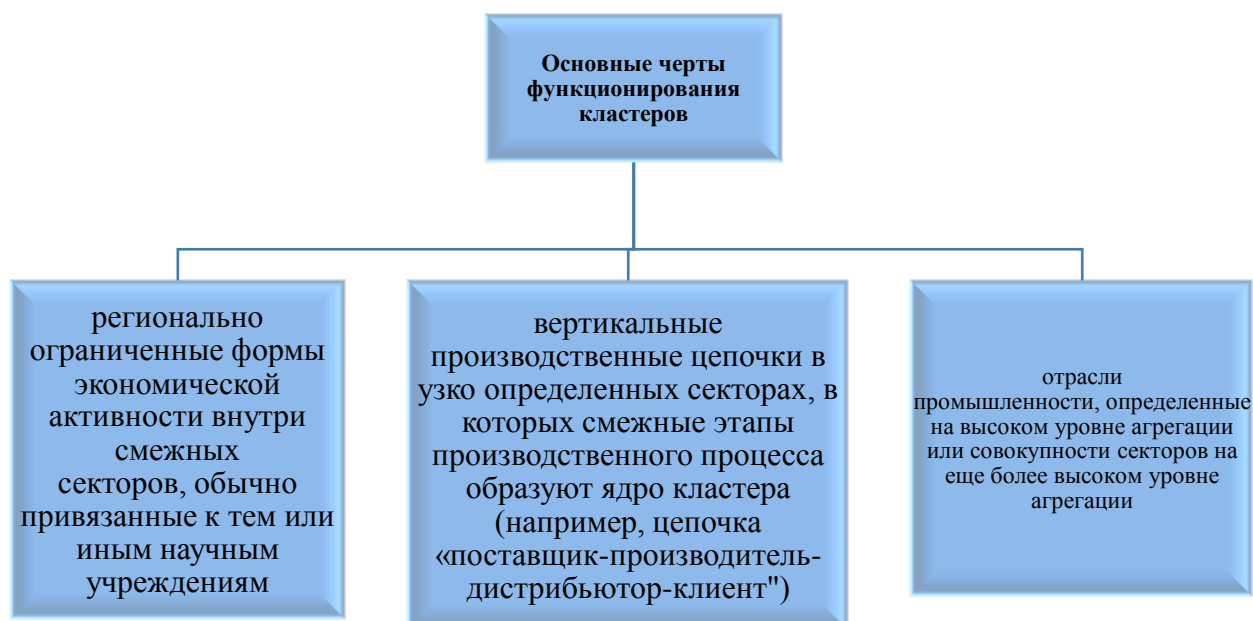 Основные черты
функционирования
кластеров
регионально
ограниченные формы
экономической
активности внутри
смежных
секторов, обычно
привязанные к тем или
иным научным
учреждениям
вертикальные
производственные цепочки в
узко определенных секторах, в
которых смежные этапы
производственного процесса
образуют ядро кластера
(например, цепочка
«поставщик-производитель-
дистрибьютор-клиент")
отрасли
промышленности, определенные
на высоком уровне агрегации
или совокупности секторов на
еще более высоком уровне
агрегации